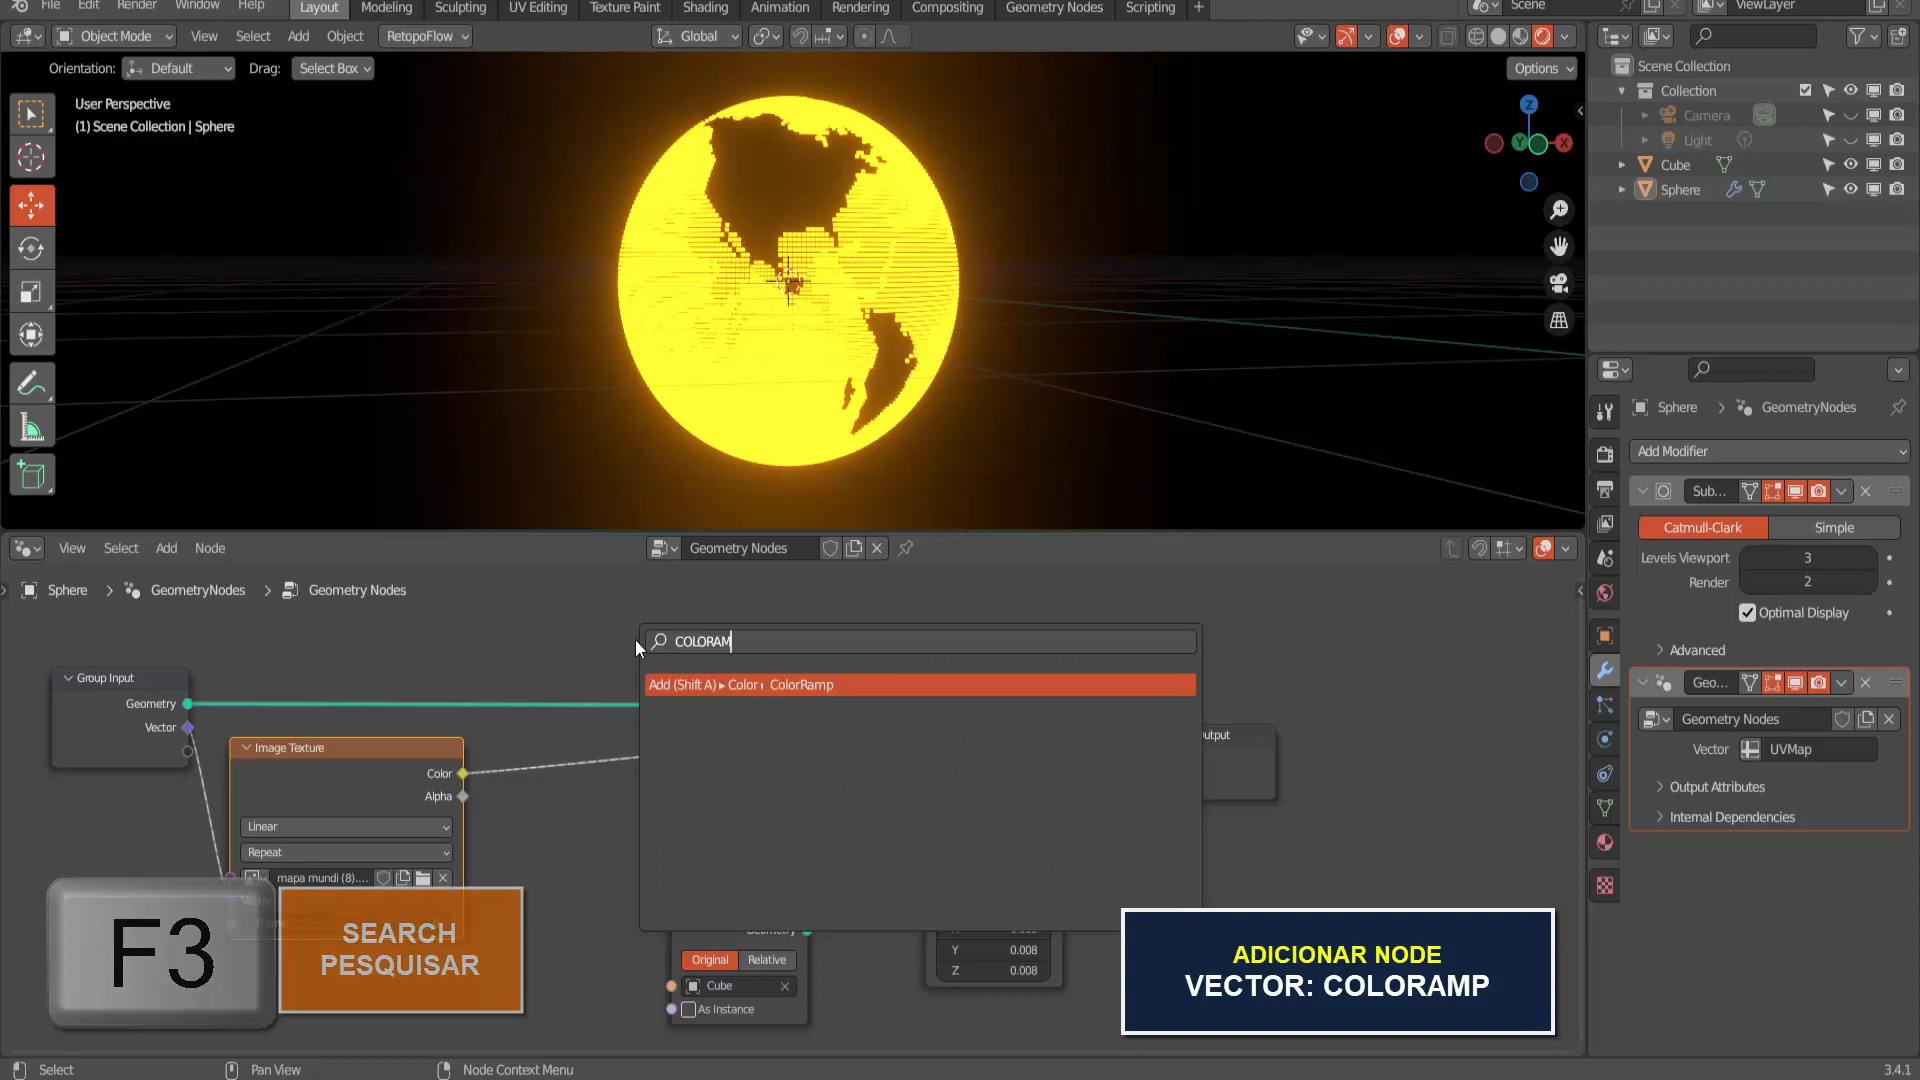 File Edit Render Window Help Layout Modeling Sculpting UV Editing Texture Paint Shading Animation Rendering Compositing Geometry Nodes Scripting + Scene ViewLayer
Object Mode View Select Add Object RetopoFlow Global
Orientation: Default Drag: Select Box Options
User Perspective
(1) Scene Collection | Sphere
Z
Y X
Scene Collection
Collection
Camera
Light
Cube
Sphere
Sphere > GeometryNodes
Add Modifier
Sub...
Catmull-Clark Simple
Levels Viewport 3
Render 2
Optimal Display
Advanced
Geo...
Geometry Nodes
Vector UVMap
Output Attributes
Internal Dependencies
View Select Add Node Geometry Nodes
Sphere > GeometryNodes > Geometry Nodes
COLORAM
Add (Shift A) ▸ Color ▸ ColorRamp
Group Input
Geometry
Vector
Image Texture
Color
Alpha
Linear
Repeat
mapa mundi (8)....
Output
Geometry
Original Relative
Cube
As Instance
Y 0.008
Z 0.008
F3
SEARCH
PESQUISAR
ADICIONAR NODE
VECTOR: COLORAMP
Select Pan View Node Context Menu 3.4.1